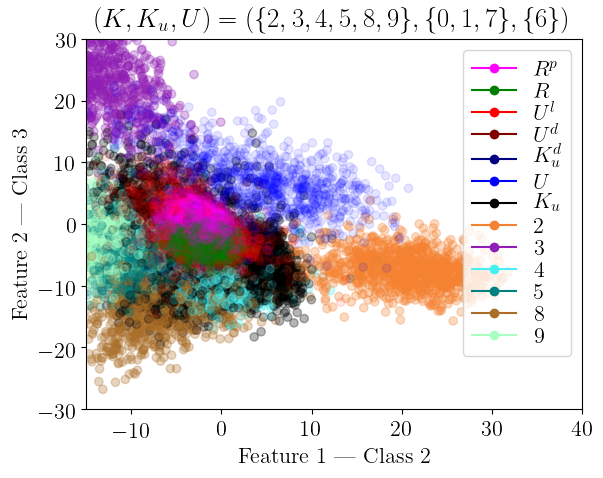 (K, K_u, U) = ({2, 3, 4, 5, 8, 9}, {0, 1, 7}, {6})
30
20
10
0
−10
−20
−30
Feature 2 — Class 3
−10
0
10
20
30
40
Feature 1 — Class 2
R^p
R
U^l
U^d
K_u^d
U
K_u
2
3
4
5
8
9